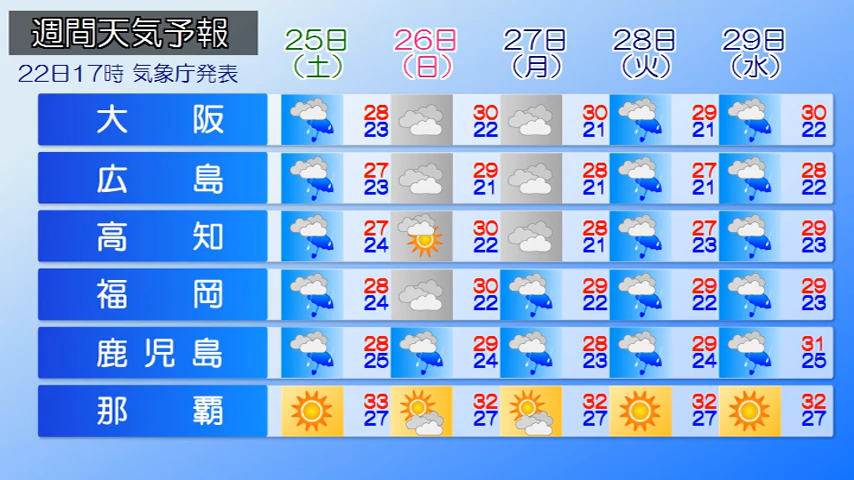 週間天気予報
22日17時 気象庁発表
25日 26日 27日 28日 29日
(土) (日) (月) (火) (水)
大阪 28 23 30 22 30 21 29 21 30 22
広島 27 23 29 21 28 21 27 21 28 22
高知 27 24 30 22 28 21 27 23 29 23
福岡 28 24 30 22 29 22 29 22 29 23
鹿児島 28 25 29 24 28 23 29 24 31 25
那覇 33 27 32 27 32 27 32 27 32 27